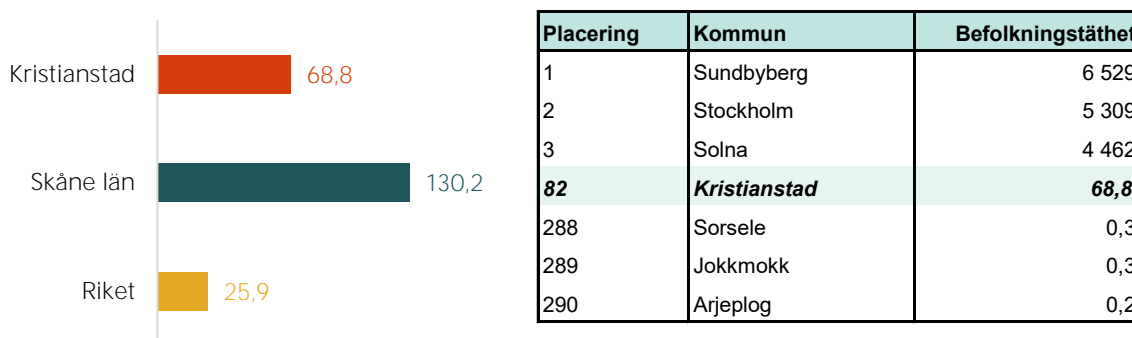 Kristianstad 68,8
Skåne län 130,2
Riket 25,9
Placering Kommun Befolkningstäthet
1 Sundbyberg 6 529
2 Stockholm 5 309
3 Solna 4 462
82 Kristianstad 68,8
288 Sorsele 0,3
289 Jokkmokk 0,3
290 Arjeplog 0,2